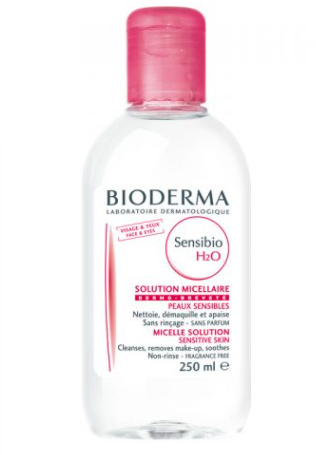 BIODERMA
LABORATOIRE DERMATOLOGIQUE
VISAGE & YEUX
FACE & EYES
Sensibio
H2O
SOLUTION MICELLAIRE
DERMO-BREVETÉ
PEAUX SENSIBLES
Nettoie, démaquille et apaise
Sans rinçage - SANS PARFUM
MICELLE SOLUTION
SENSITIVE SKIN
Cleanses, removes make-up, soothes
Non-rinse - FRAGRANCE FREE
250 ml ℮